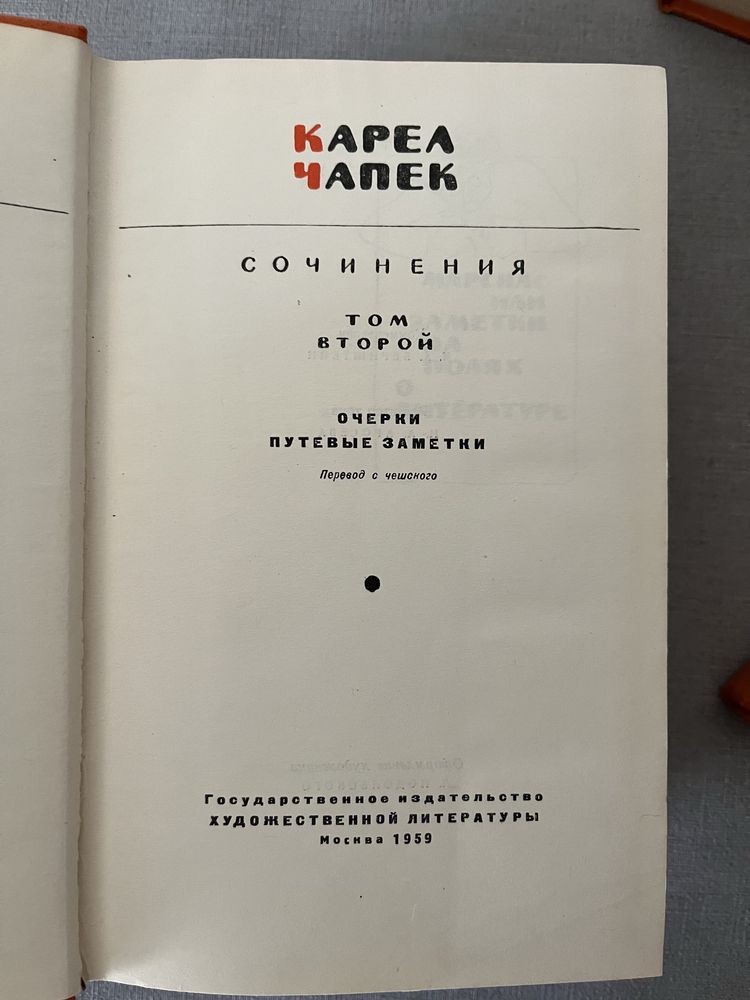 КАРЕЛ
ЧАПЕК
СОЧИНЕНИЯ
ТОМ
ВТОРОЙ
ОЧЕРКИ
ПУТЕВЫЕ ЗАМЕТКИ
Перевод с чешского
Государственное издательство
ХУДОЖЕСТВЕННОЙ ЛИТЕРАТУРЫ
Москва 1959